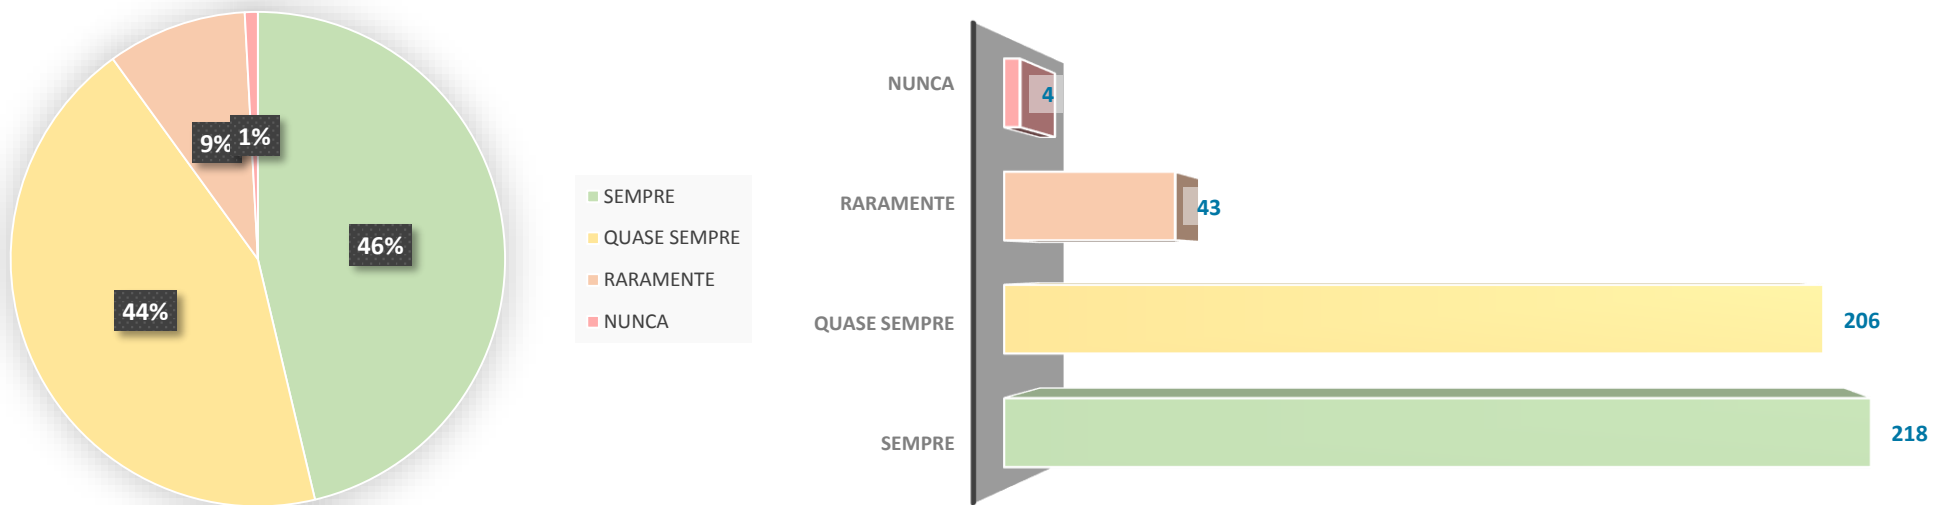 9%
1%
46%
44%
SEMPRE
QUASE SEMPRE
RARAMENTE
NUNCA
NUNCA
4
RARAMENTE
43
QUASE SEMPRE
206
SEMPRE
218